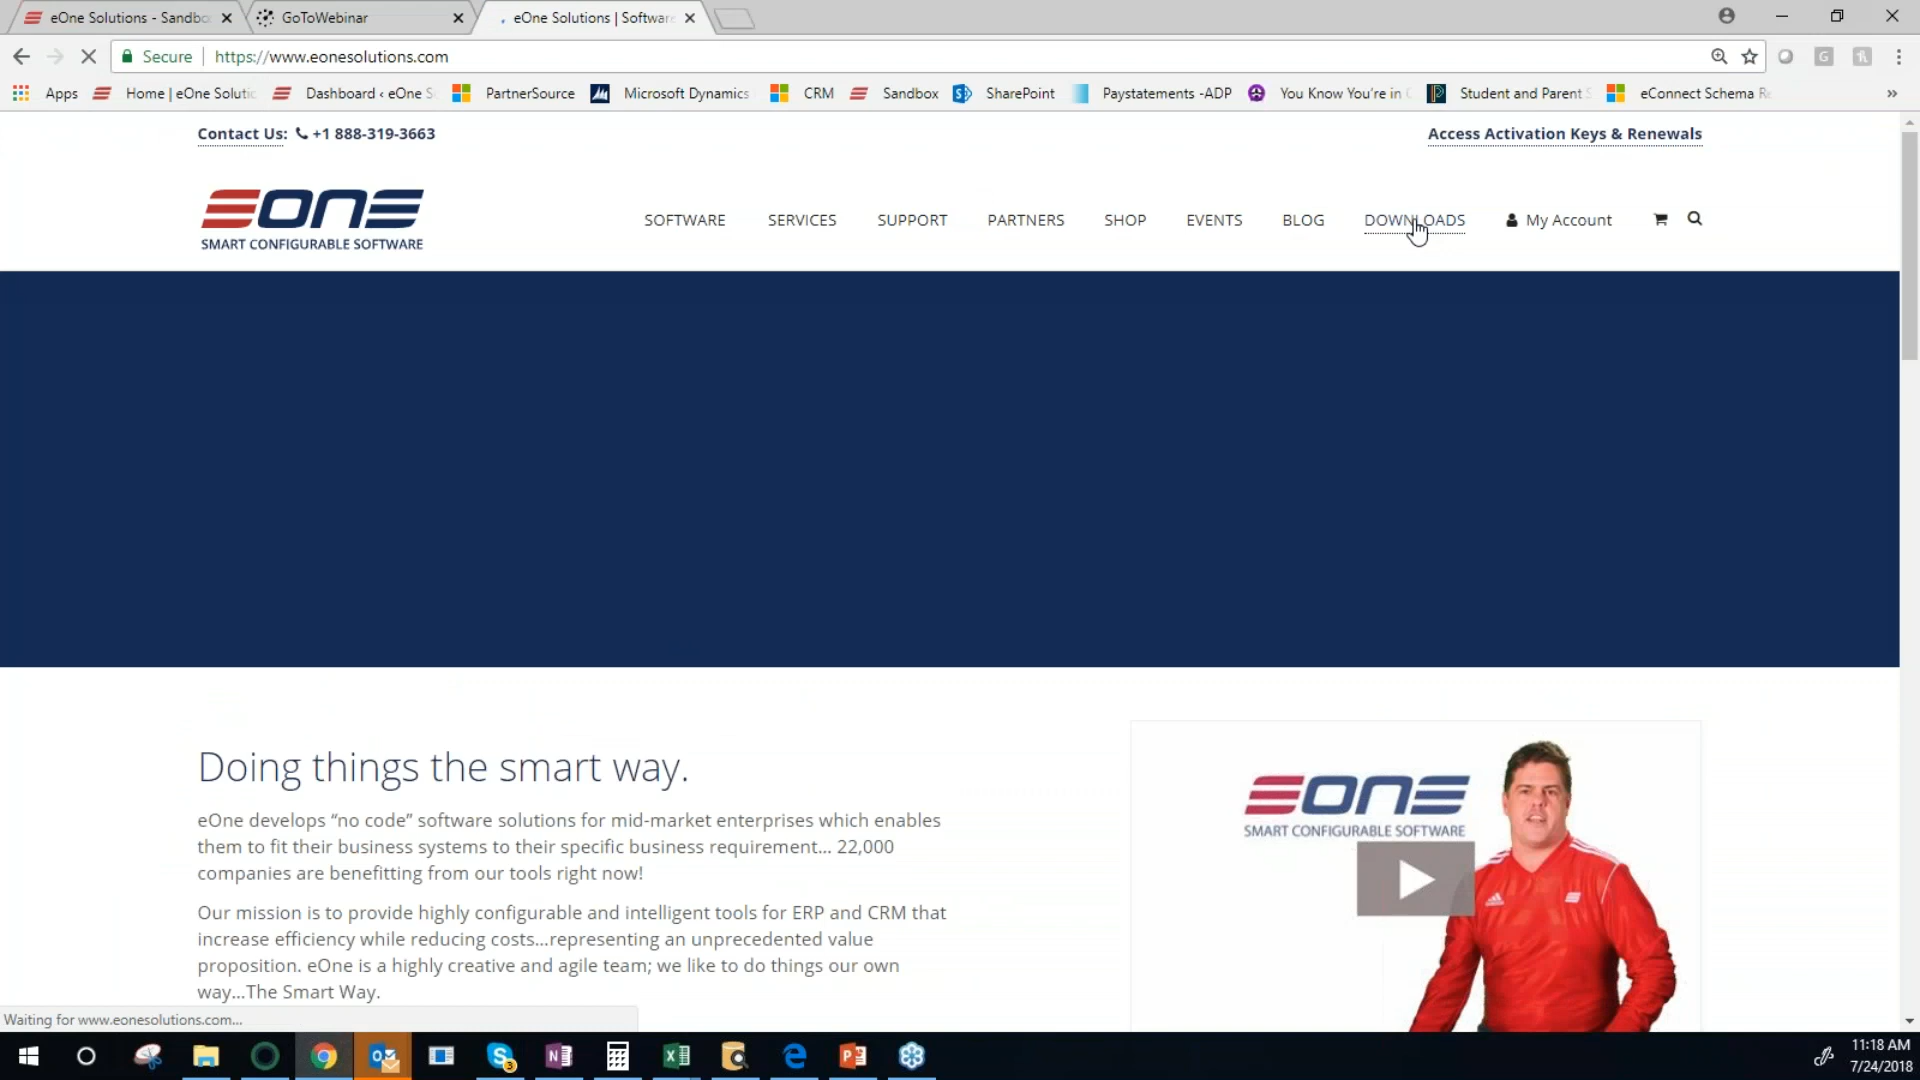 eOne Solutions - Sandbo
GoToWebinar
eOne Solutions | Software
Secure
https://www.eonesolutions.com
Apps
Home | eOne Soluti
Dashboard ‹ eOne S
PartnerSource
Microsoft Dynamics
CRM
Sandbox
SharePoint
Paystatements -ADP
You Know You're in
Student and Parent
eConnect Schema R
Contact Us: +1 888-319-3663
Access Activation Keys & Renewals
eone
SMART CONFIGURABLE SOFTWARE
SOFTWARE
SERVICES
SUPPORT
PARTNERS
SHOP
EVENTS
BLOG
DOWNLOADS
My Account
Doing things the smart way.
eOne develops “no code” software solutions for mid-market enterprises which enables
them to fit their business systems to their specific business requirement... 22,000
companies are benefitting from our tools right now!
Our mission is to provide highly configurable and intelligent tools for ERP and CRM that
increase efficiency while reducing costs...representing an unprecedented value
proposition. eOne is a highly creative and agile team; we like to do things our own
way...The Smart Way.
eone
SMART CONFIGURABLE SOFTWARE
Waiting for www.eonesolutions.com...
11:18 AM
7/24/2018